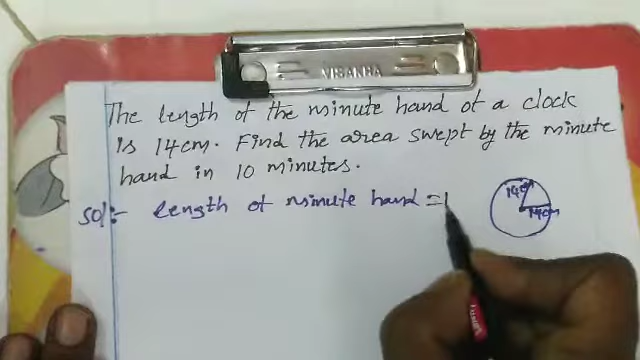 VIBAKHA
The length of the minute hand of a clock
is 14cm. Find the area swept by the minute
hand in 10 minutes.
Sol:- Length of minute hand = 1
14cm
14cm